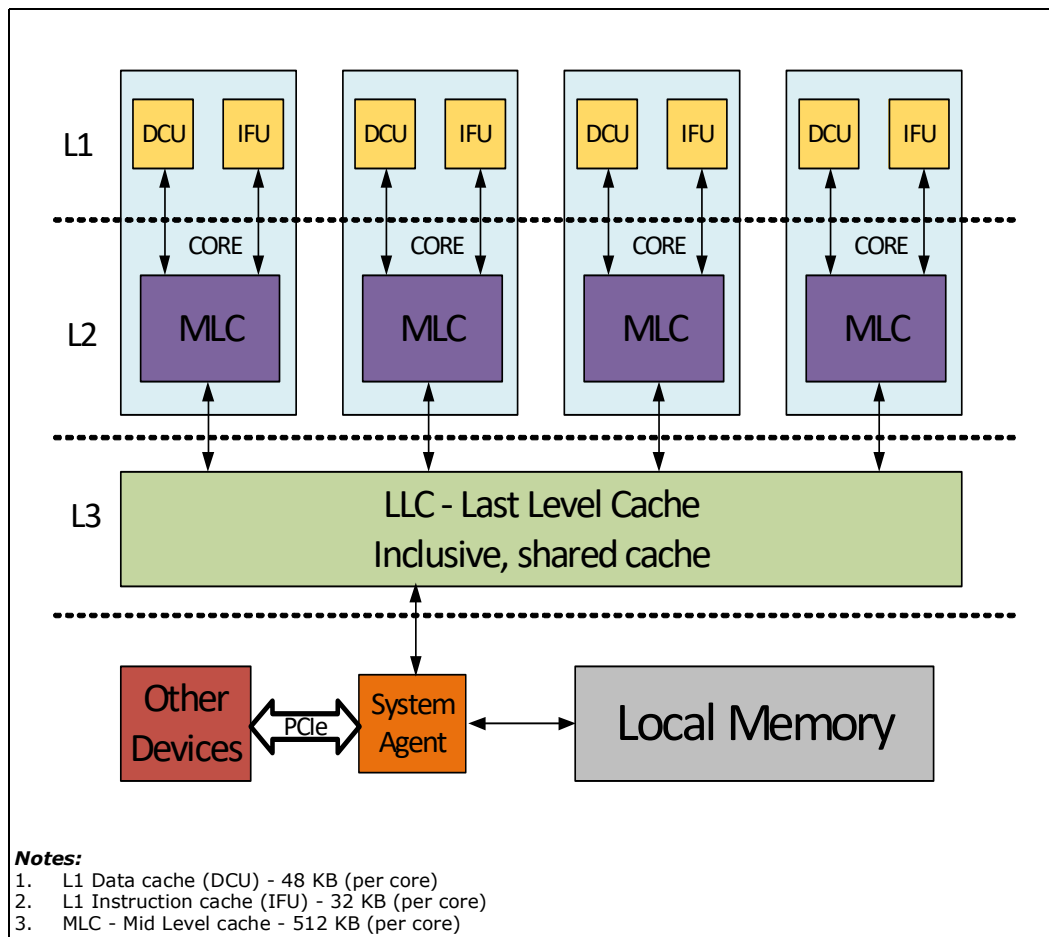 L1
DCU
IFU
DCU
IFU
DCU
IFU
DCU
IFU
CORE
CORE
CORE
CORE
L2
MLC
MLC
MLC
MLC
L3
LLC - Last Level Cache
Inclusive, shared cache
Other
Devices
PCIe
System
Agent
Local Memory
Notes:
1. L1 Data cache (DCU) - 48 KB (per core)
2. L1 Instruction cache (IFU) - 32 KB (per core)
3. MLC - Mid Level cache - 512 KB (per core)